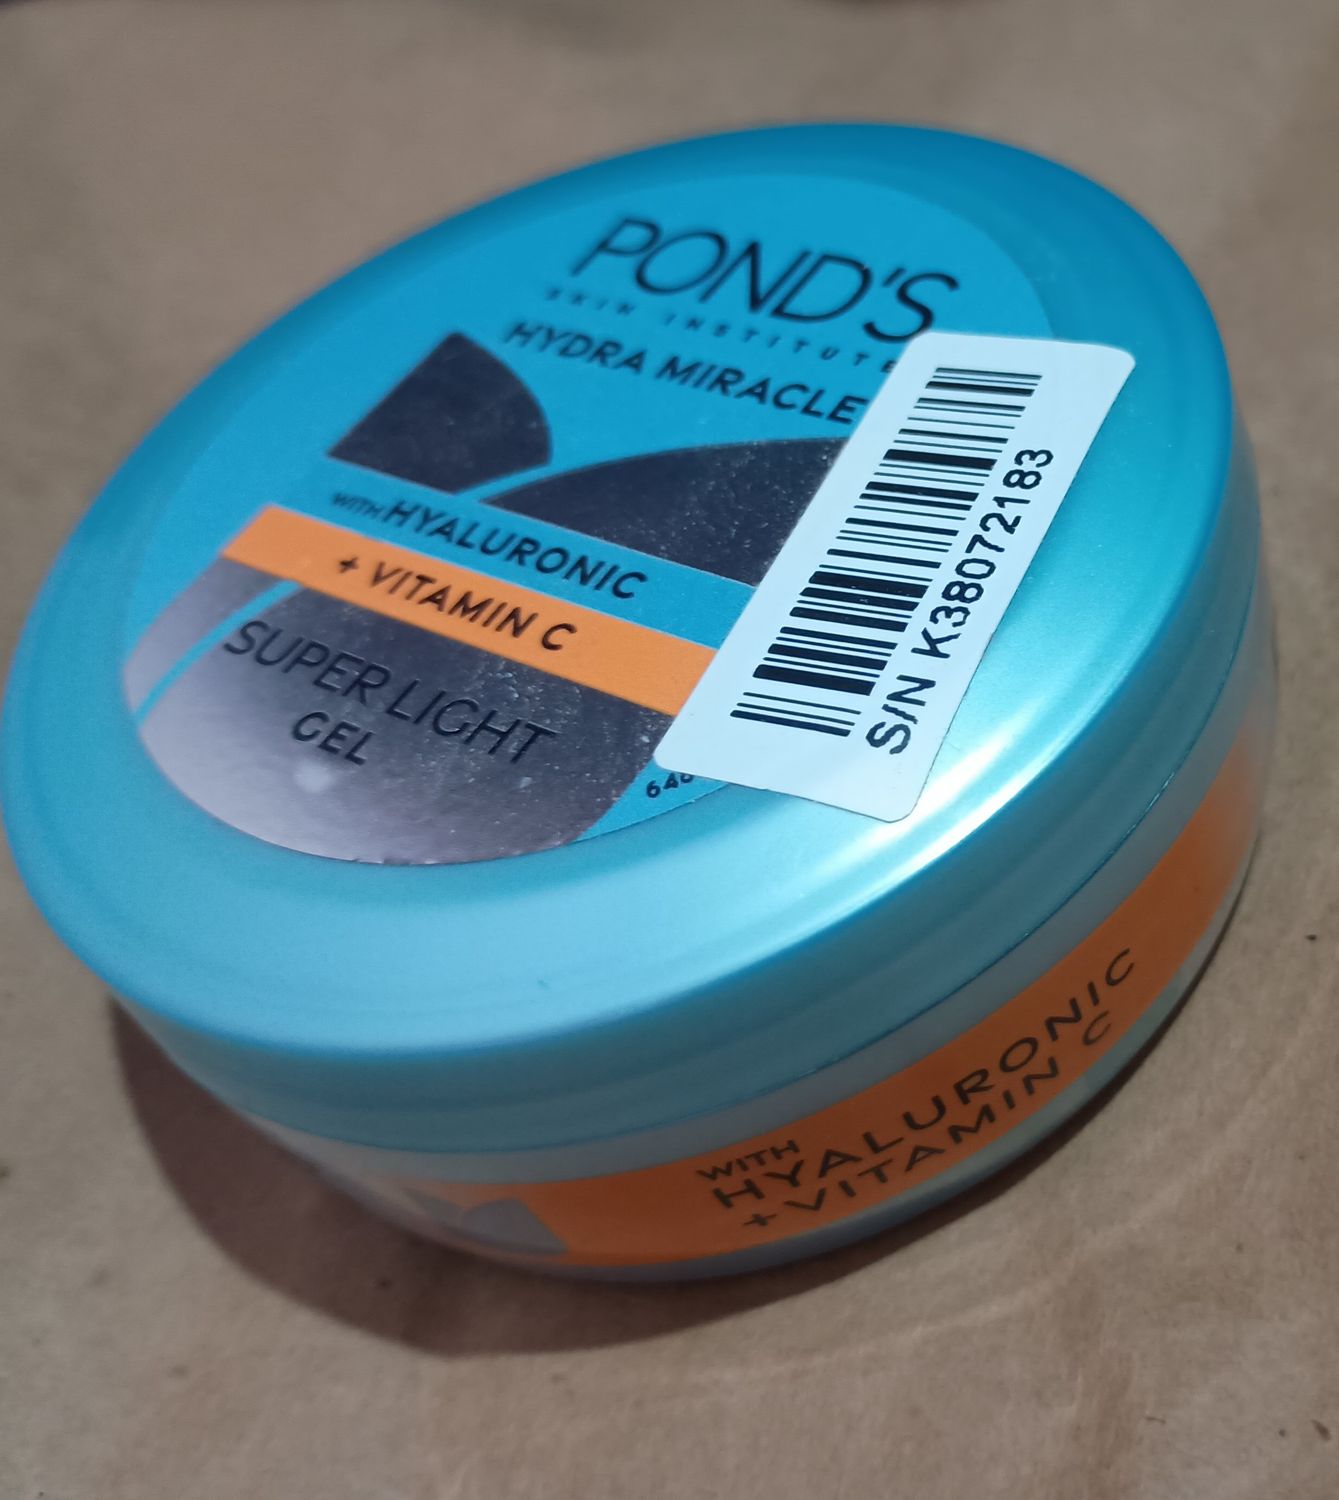 POND'S
SKIN INSTITUTE
HYDRA MIRACLE
WITH HYALURONIC
+ VITAMIN C
SUPER LIGHT
GEL
S/N K38072183
WITH
HYALURONIC
+ VITAMIN C